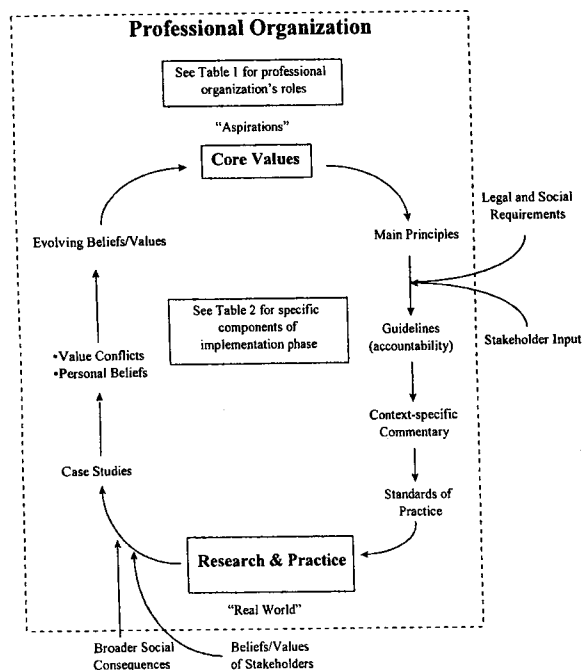 Professional Organization
See Table 1 for professional
organization's roles
"Aspirations"
Core Values
Legal and Social
Requirements
Evolving Beliefs/Values
Main Principles
See Table 2 for specific
components of
implementation phase
Guidelines
(accountability)
Stakeholder Input
•Value Conflicts
•Personal Beliefs
Context-specific
Commentary
Case Studies
Standards of
Practice
Research & Practice
"Real World"
Broader Social
Consequences
Beliefs/Values
of Stakeholders